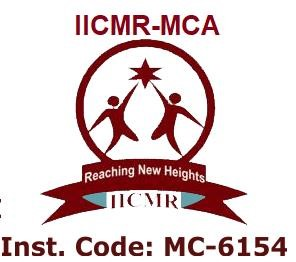 IICMR-MCA
Reaching New Heights
IICMR
Inst. Code: MC-6154